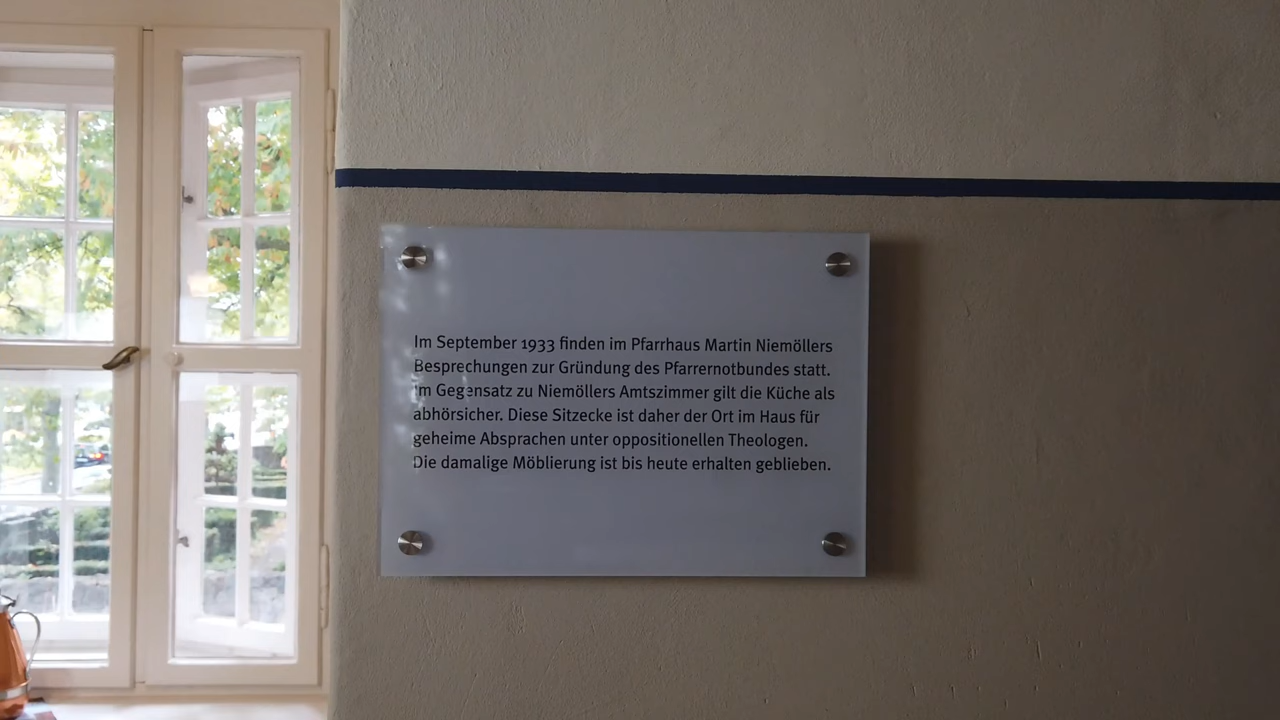 Im September 1933 finden im Pfarrhaus Martin Niemöllers
Besprechungen zur Gründung des Pfarrernotbundes statt.
Im Gegensatz zu Niemöllers Amtszimmer gilt die Küche als
abhörsicher. Diese Sitzecke ist daher der Ort im Haus für
geheime Absprachen unter oppositionellen Theologen.
Die damalige Möblierung ist bis heute erhalten geblieben.